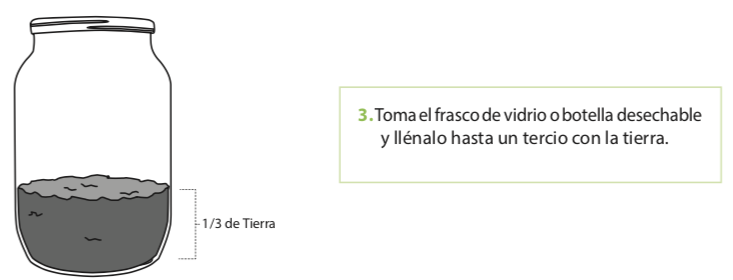 3. Toma el frasco de vidrio o botella desechable
y llénalo hasta un tercio con la tierra.
1/3 de Tierra